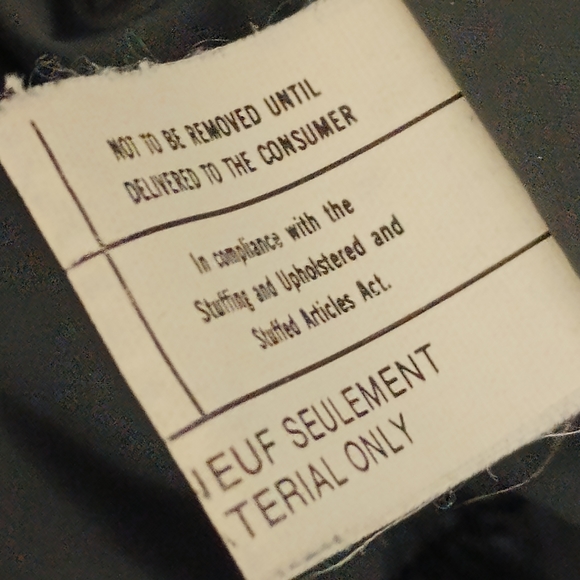 NOT TO BE REMOVED UNTIL
DELIVERED TO THE CONSUMER
In compliance with the
Stuffing and Upholstered and
Stuffed Articles Act.
EUF SEULEMENT
TERIAL ONLY